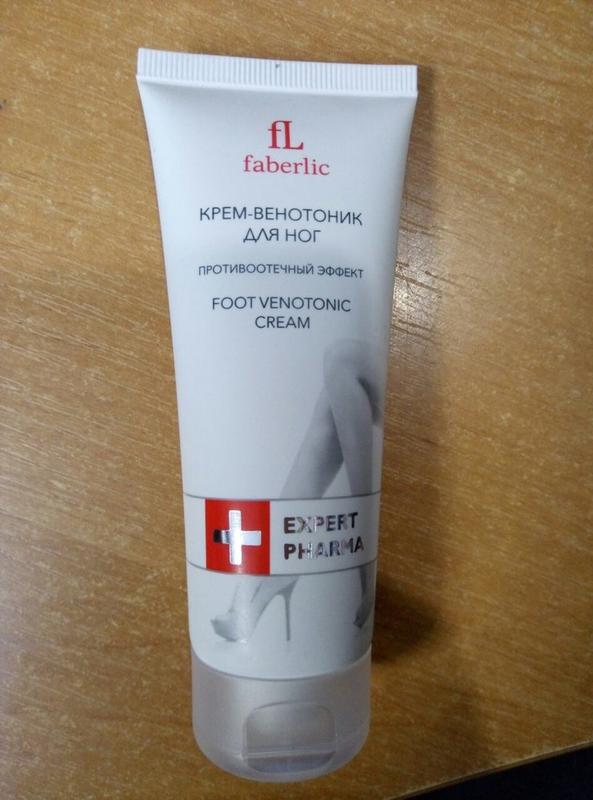 fL
faberlic
КРЕМ-ВЕНОТОНИК
ДЛЯ НОГ
ПРОТИВООТЕЧНЫЙ ЭФФЕКТ
FOOT VENOTONIC
CREAM
EXPERT
PHARMA